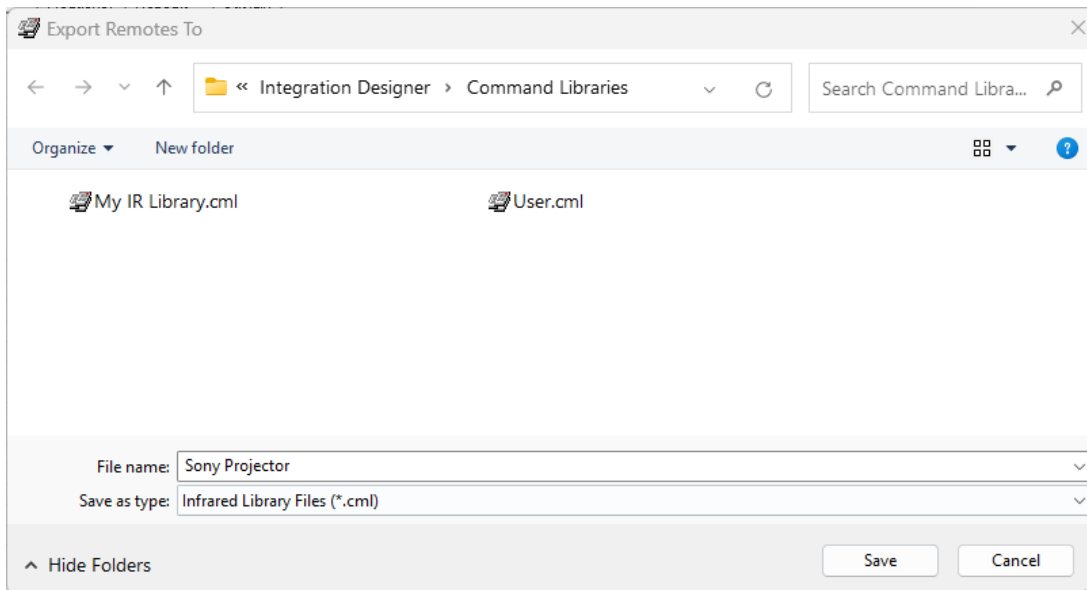 Export Remotes To
« Integration Designer › Command Libraries
Search Command Libra...
Organize
New folder
?
My IR Library.cml
User.cml
File name: Sony Projector
Save as type: Infrared Library Files (*.cml)
Hide Folders
Save
Cancel